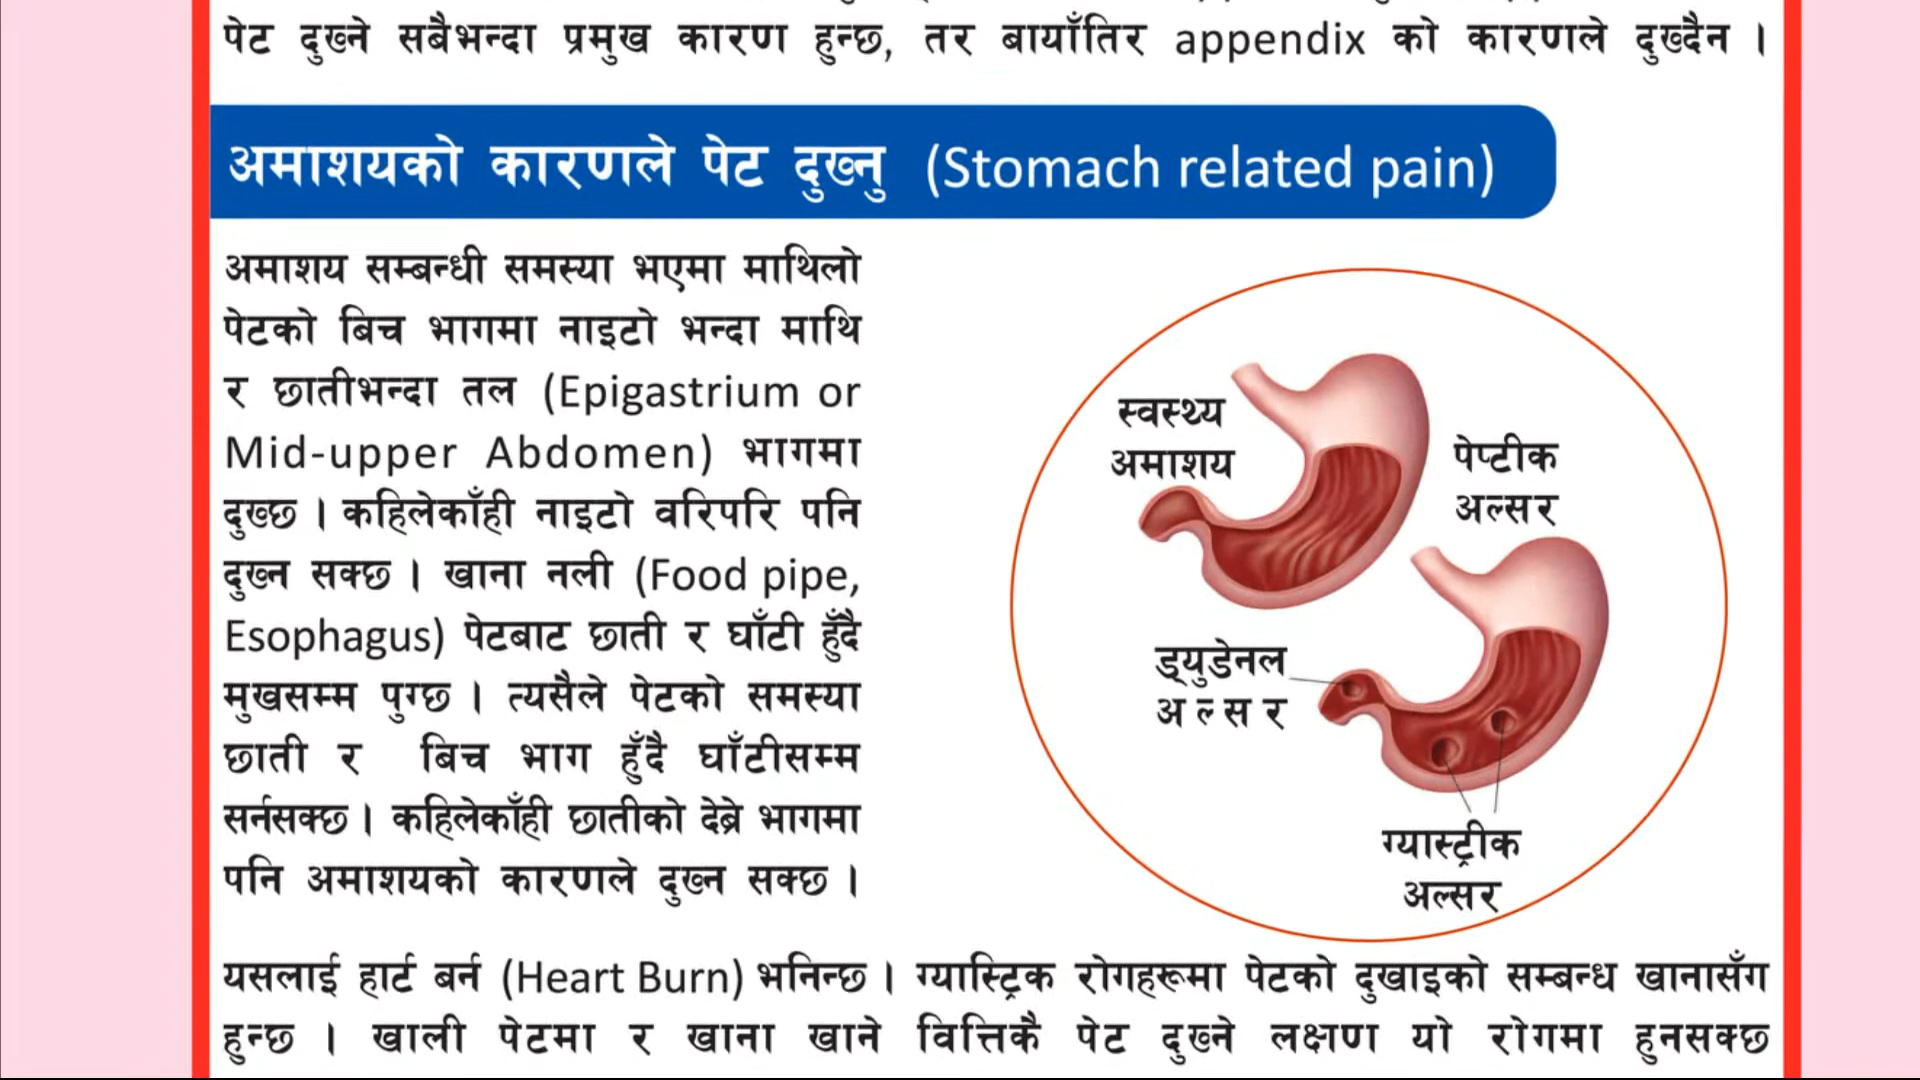 पेट दुख्ने सबैभन्दा प्रमुख कारण हुन्छ, तर बायाँतिर appendix को कारणले दुख्दैन ।
अमाशयको कारणले पेट दुख्नु (Stomach related pain)
अमाशय सम्बन्धी समस्या भएमा माथिलो
पेटको बिच भागमा नाइटो भन्दा माथि
र छातीभन्दा तल (Epigastrium or
Mid-upper Abdomen) भागमा
दुख्छ । कहिलेकाँही नाइटो वरिपरि पनि
दुख्न सक्छ । खाना नली (Food pipe,
Esophagus) पेटबाट छाती र घाँटी हुँदै
मुखसम्म पुग्छ । त्यसैले पेटको समस्या
छाती र बिच भाग हुँदै घाँटीसम्म
सर्नसक्छ । कहिलेकाँही छातीको देब्रे भागमा
पनि अमाशयको कारणले दुख्न सक्छ ।
स्वस्थ्य
अमाशय
पेप्टीक
अल्सर
ड्युडेनल
अल्सर
ग्यास्ट्रीक
अल्सर
यसलाई हार्ट बर्न (Heart Burn) भनिन्छ । ग्यास्ट्रिक रोगहरूमा पेटको दुखाइको सम्बन्ध खानासँग
हुन्छ । खाली पेटमा र खाना खाने वित्तिकै पेट दुख्ने लक्षण यो रोगमा हुनसक्छ